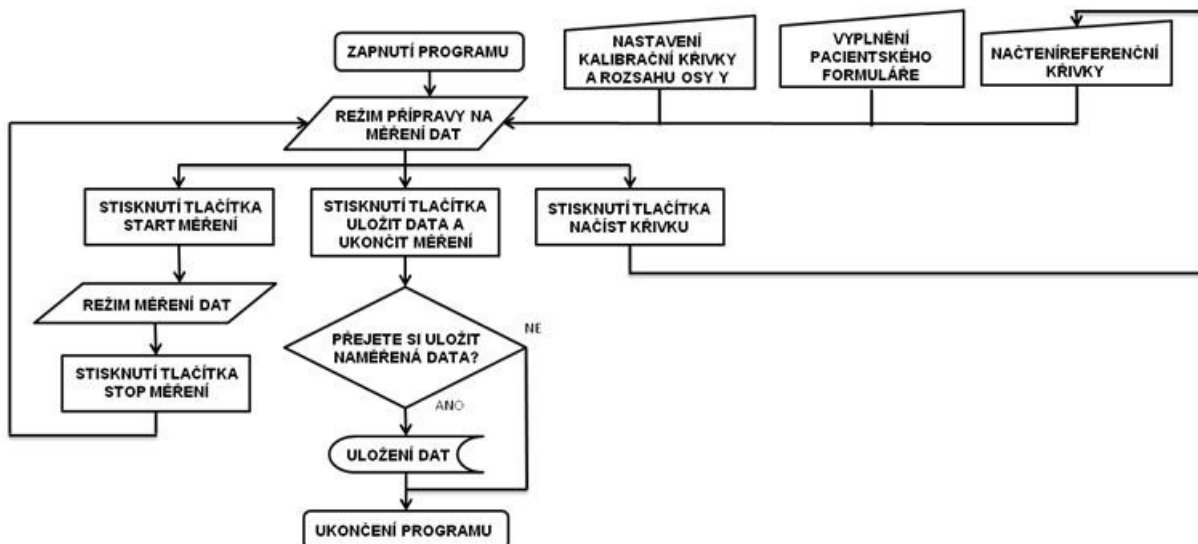 ZAPNUTÍ PROGRAMU
NASTAVENÍ
KALIBRAČNÍ KŘIVKY
A ROZSAHU OSY Y
VYPLNĚNÍ
PACIENTSKÉHO
FORMULÁŘE
NAČTENÍREFERENČNÍ
KŘIVKY
REŽIM PŘÍPRAVY NA
MĚŘENÍ DAT
STISKNUTÍ TLAČÍTKA
START MĚŘENÍ
STISKNUTÍ TLAČÍTKA
ULOŽIT DATA A
UKONČIT MĚŘENÍ
STISKNUTÍ TLAČÍTKA
NAČÍST KŘIVKU
REŽIM MĚŘENÍ DAT
PŘEJETE SI ULOŽIT
NAMĚŘENÁ DATA?
NE
STISKNUTÍ TLAČÍTKA
STOP MĚŘENÍ
ANO
ULOŽENÍ DAT
UKONČENÍ PROGRAMU